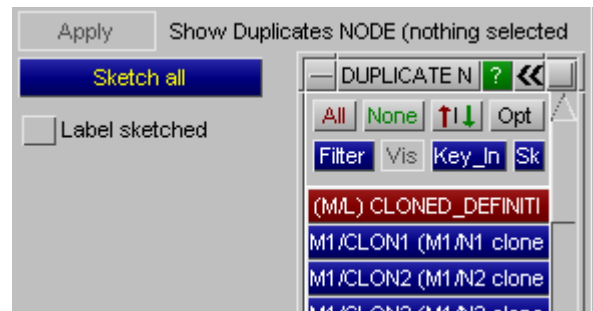 Apply
Show Duplicates NODE (nothing selected
Sketch all
Label sketched
DUPLICATE N ?
All None Opt
Filter Vis Key_In Sk
(M/L) CLONED_DEFINITI
M1/CLON1 (M1/N1 clone
M1/CLON2 (M1/N2 clone